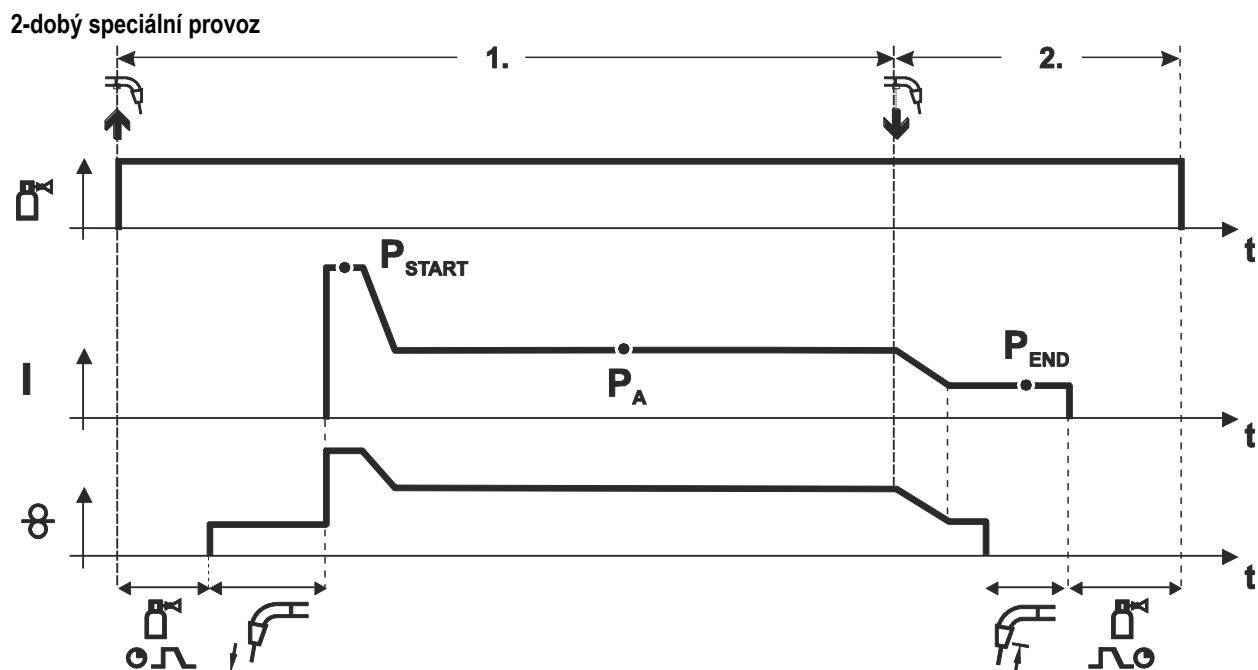 2-dobý speciální provoz
1.
2.
t
P START
P END
I
P A
t
t